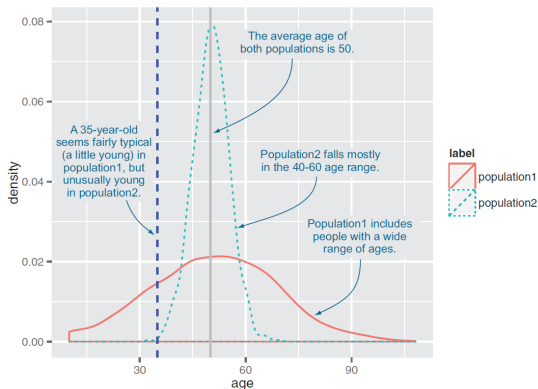 0.08
0.06
0.04
0.02
0.00
density
30
60
90
age
The average age of
both populations is 50.
A 35-year-old
seems fairly typical
(a little young) in
population1, but
unusually young
in population2.
Population2 falls mostly
in the 40-60 age range.
Population1 includes
people with a wide
range of ages.
label
population1
population2